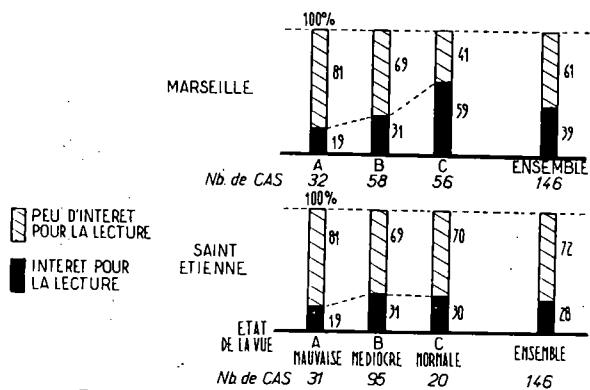 100%
81 69 41 61
MARSEILLE
19 31 59 39
A B C ENSEMBLE
Nb. de CAS 32 58 56 146
100%
PEU D'INTERET
POUR LA LECTURE
INTERET POUR
LA LECTURE
81 69 70 72
SAINT
ETIENNE
19 31 30 28
ETAT
DE LA VUE
A B C
MAUVAISE MEDIOCRE NORMALE ENSEMBLE
Nb. de CAS 31 95 20 146